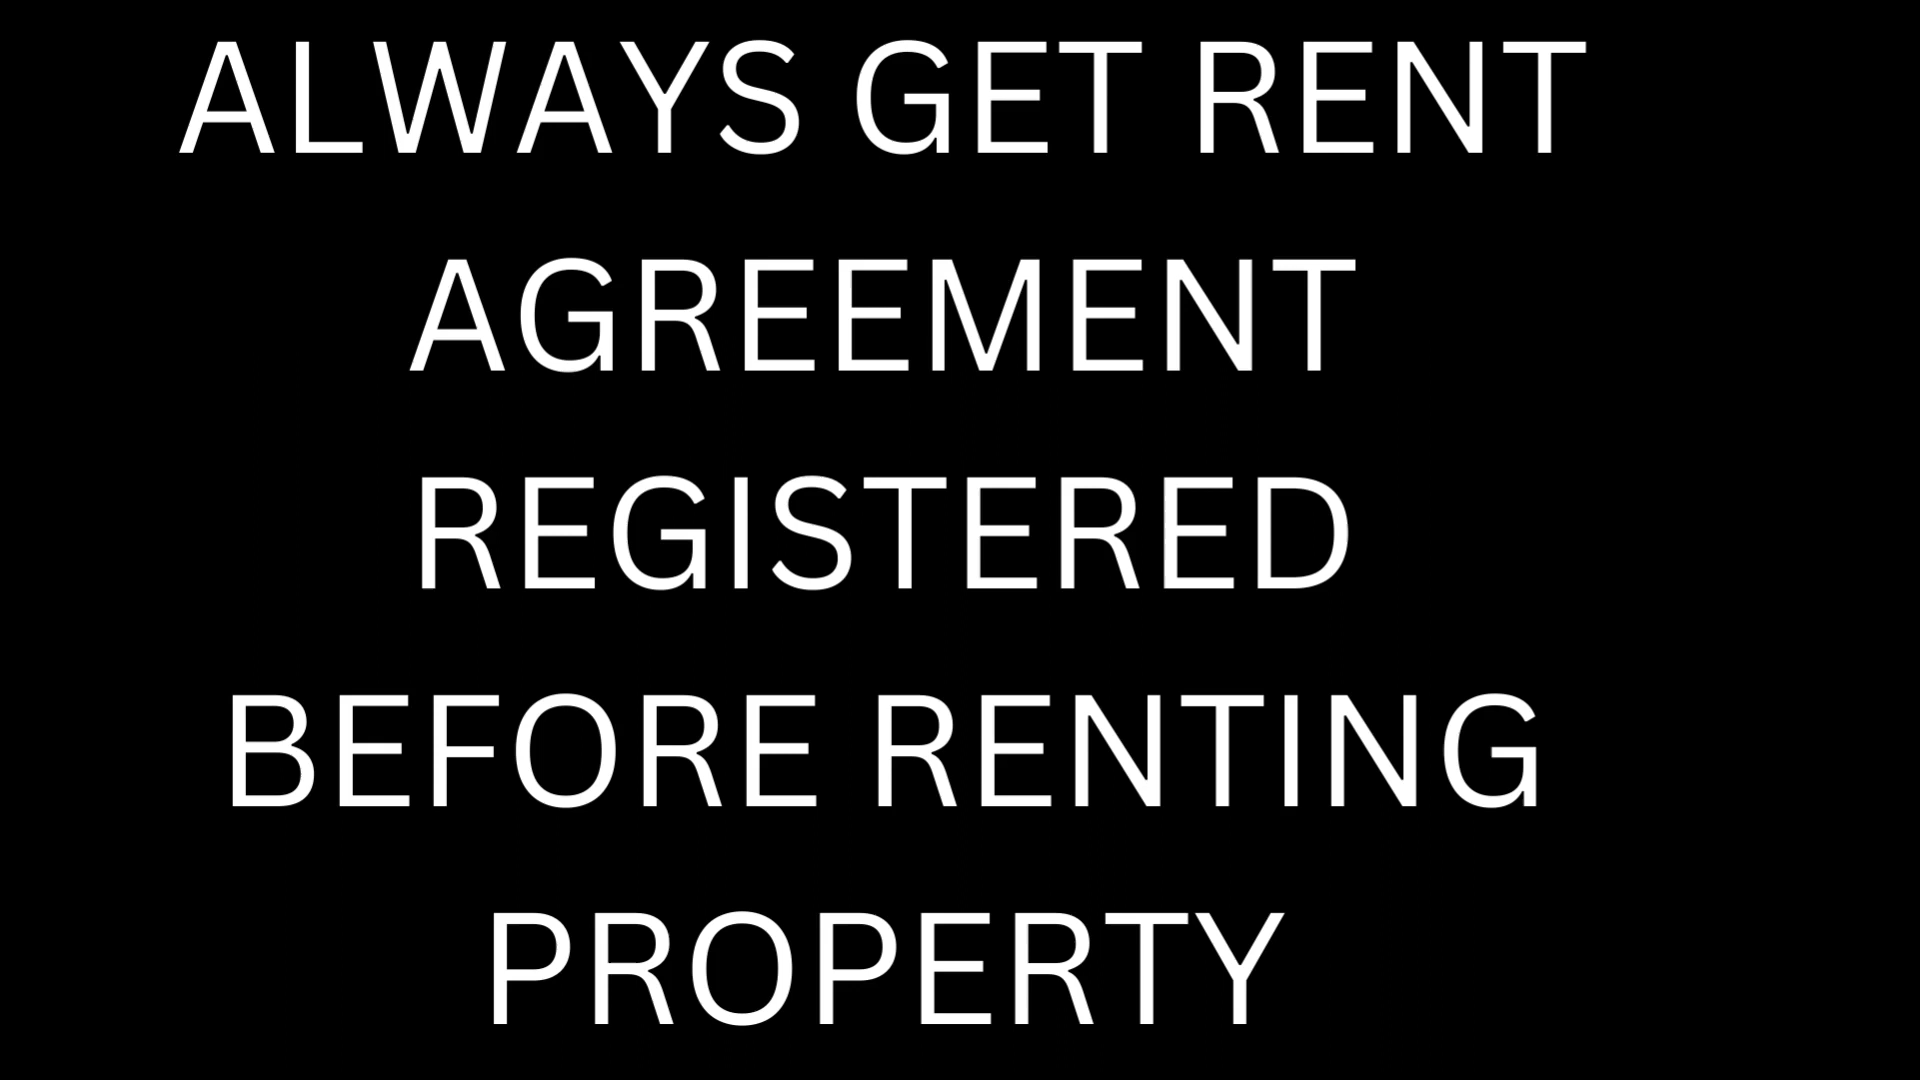 ALWAYS GET RENT
AGREEMENT
REGISTERED
BEFORE RENTING
PROPERTY